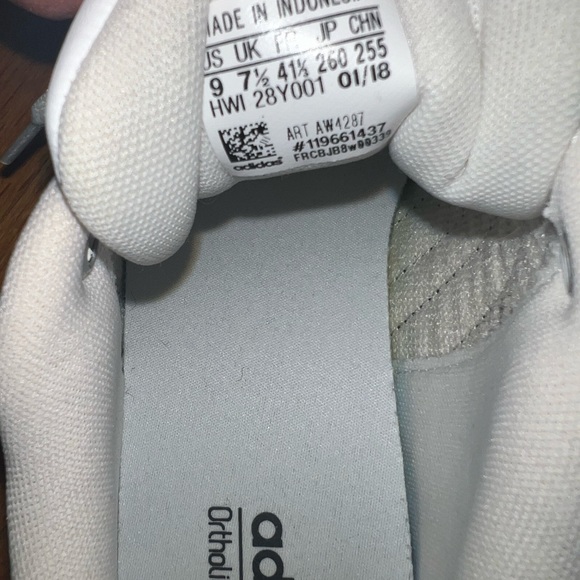 MADE IN INDONESIA
US UK FR JP CHN
9 7½ 41⅓ 260 255
HWI 28Y001 01/18
ART AW4287
#119661437
adidas